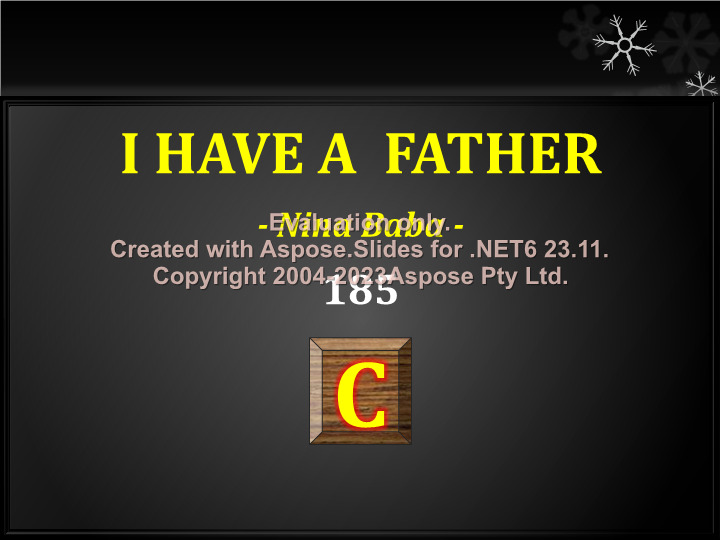 I HAVE A FATHER
- Nina Baba -
Evaluation only.
Created with Aspose.Slides for .NET6 23.11.
Copyright 2004-2023Aspose Pty Ltd.
185
C